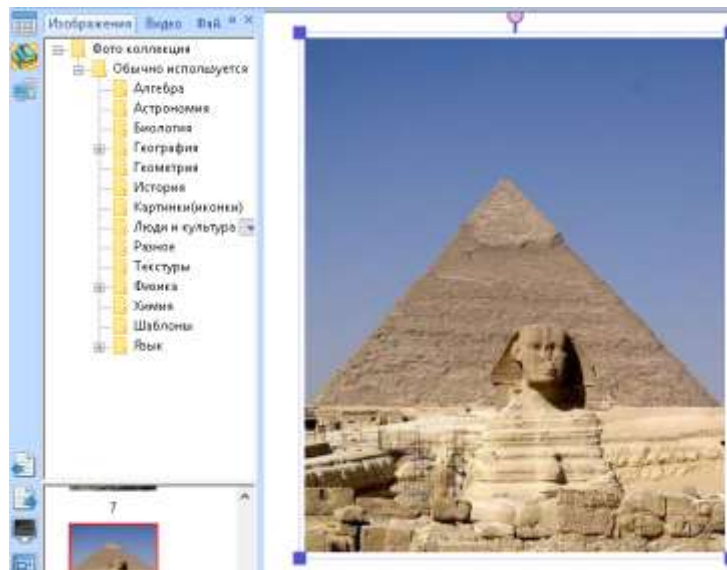 Изображения Видео Фай
Фото коллекция
Обычно используется
Алгебра
Астрономия
Биология
География
Геометрия
История
Картинки(иконки)
Люди и культура
Разное
Текстуры
Физика
Химия
Шаблоны
Язык
7